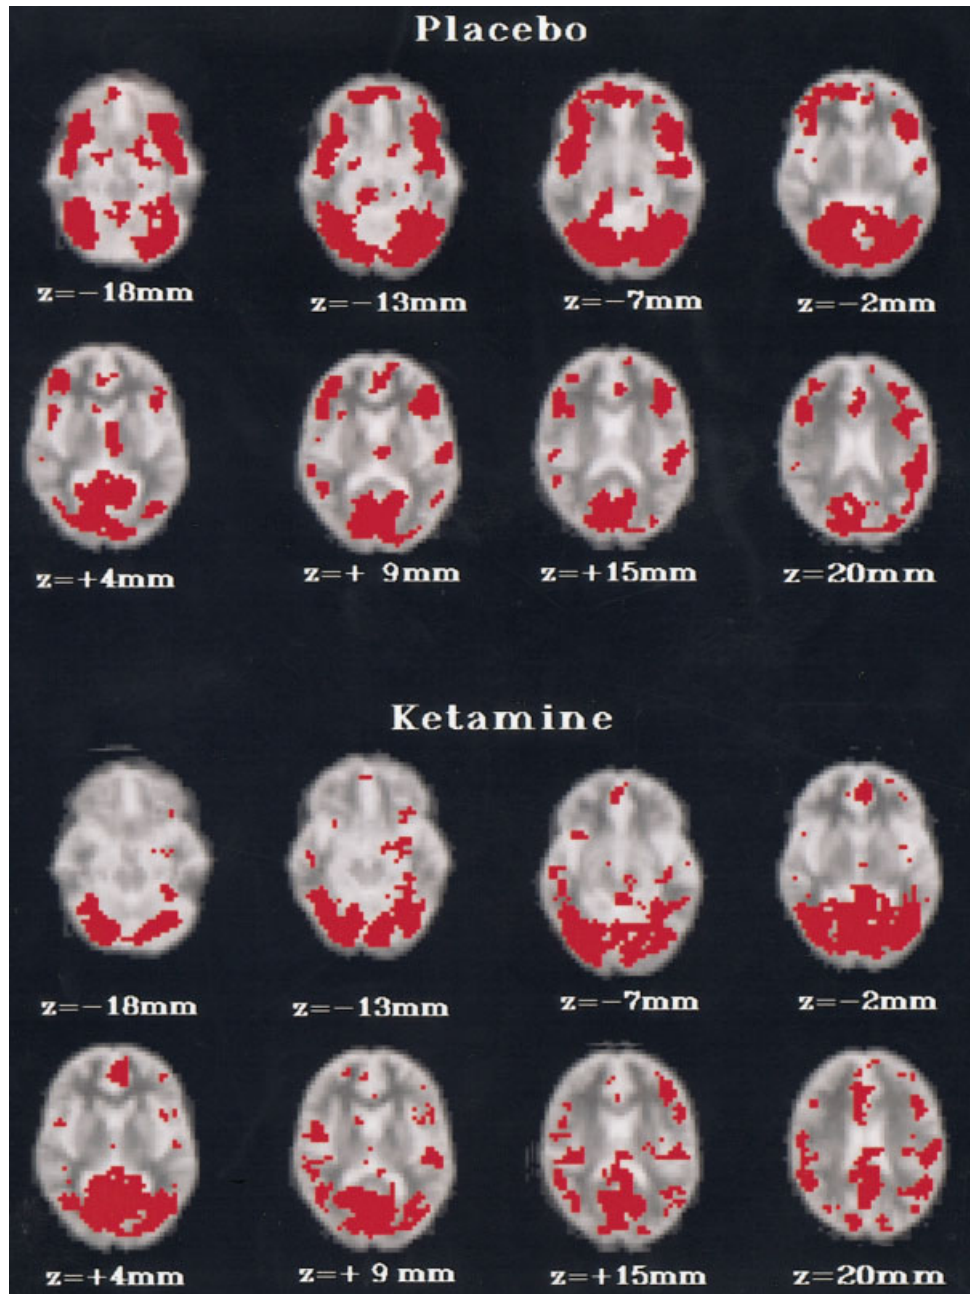 Placebo
z=−18mm z=−13mm z=−7mm z=−2mm
z=+4mm z=+ 9mm z=+15mm z=20mm
Ketamine
z=−18mm z=−13mm z=−7mm z=−2mm
z=+4mm z=+ 9 mm z=+15mm z=20mm